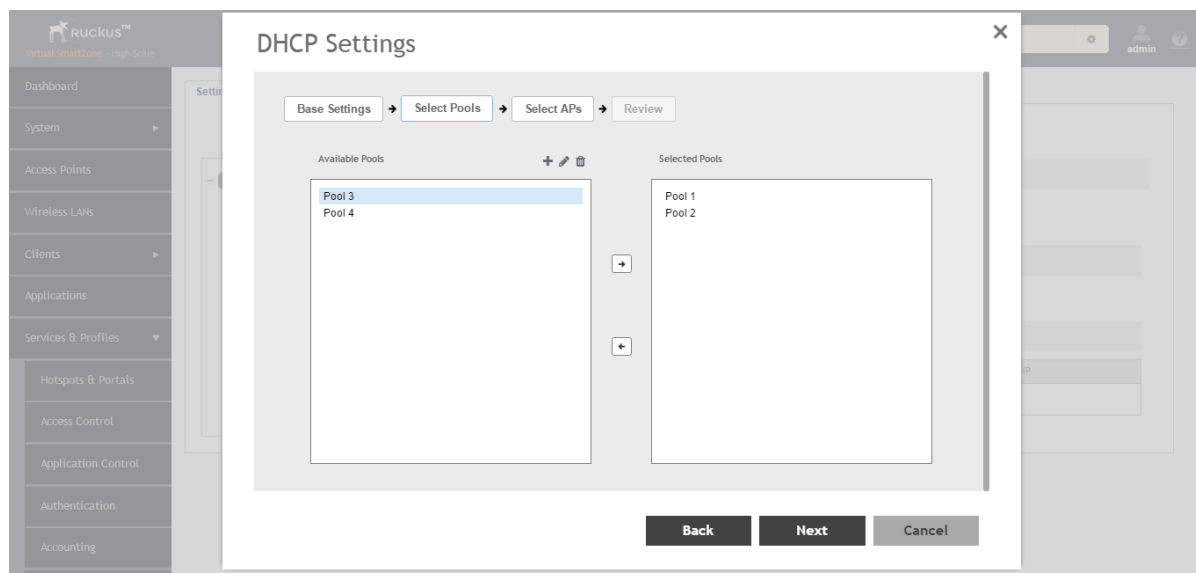 Ruckus™
Virtual SmartZone - High Scale
admin
Dashboard
System
Access Points
Wireless LANs
Clients
Applications
Services & Profiles
Hotspots & Portals
Access Control
Application Control
Authentication
Accounting
DHCP Settings
Base Settings
Select Pools
Select APs
Review
Available Pools
Selected Pools
Pool 3
Pool 4
Pool 1
Pool 2
Back
Next
Cancel